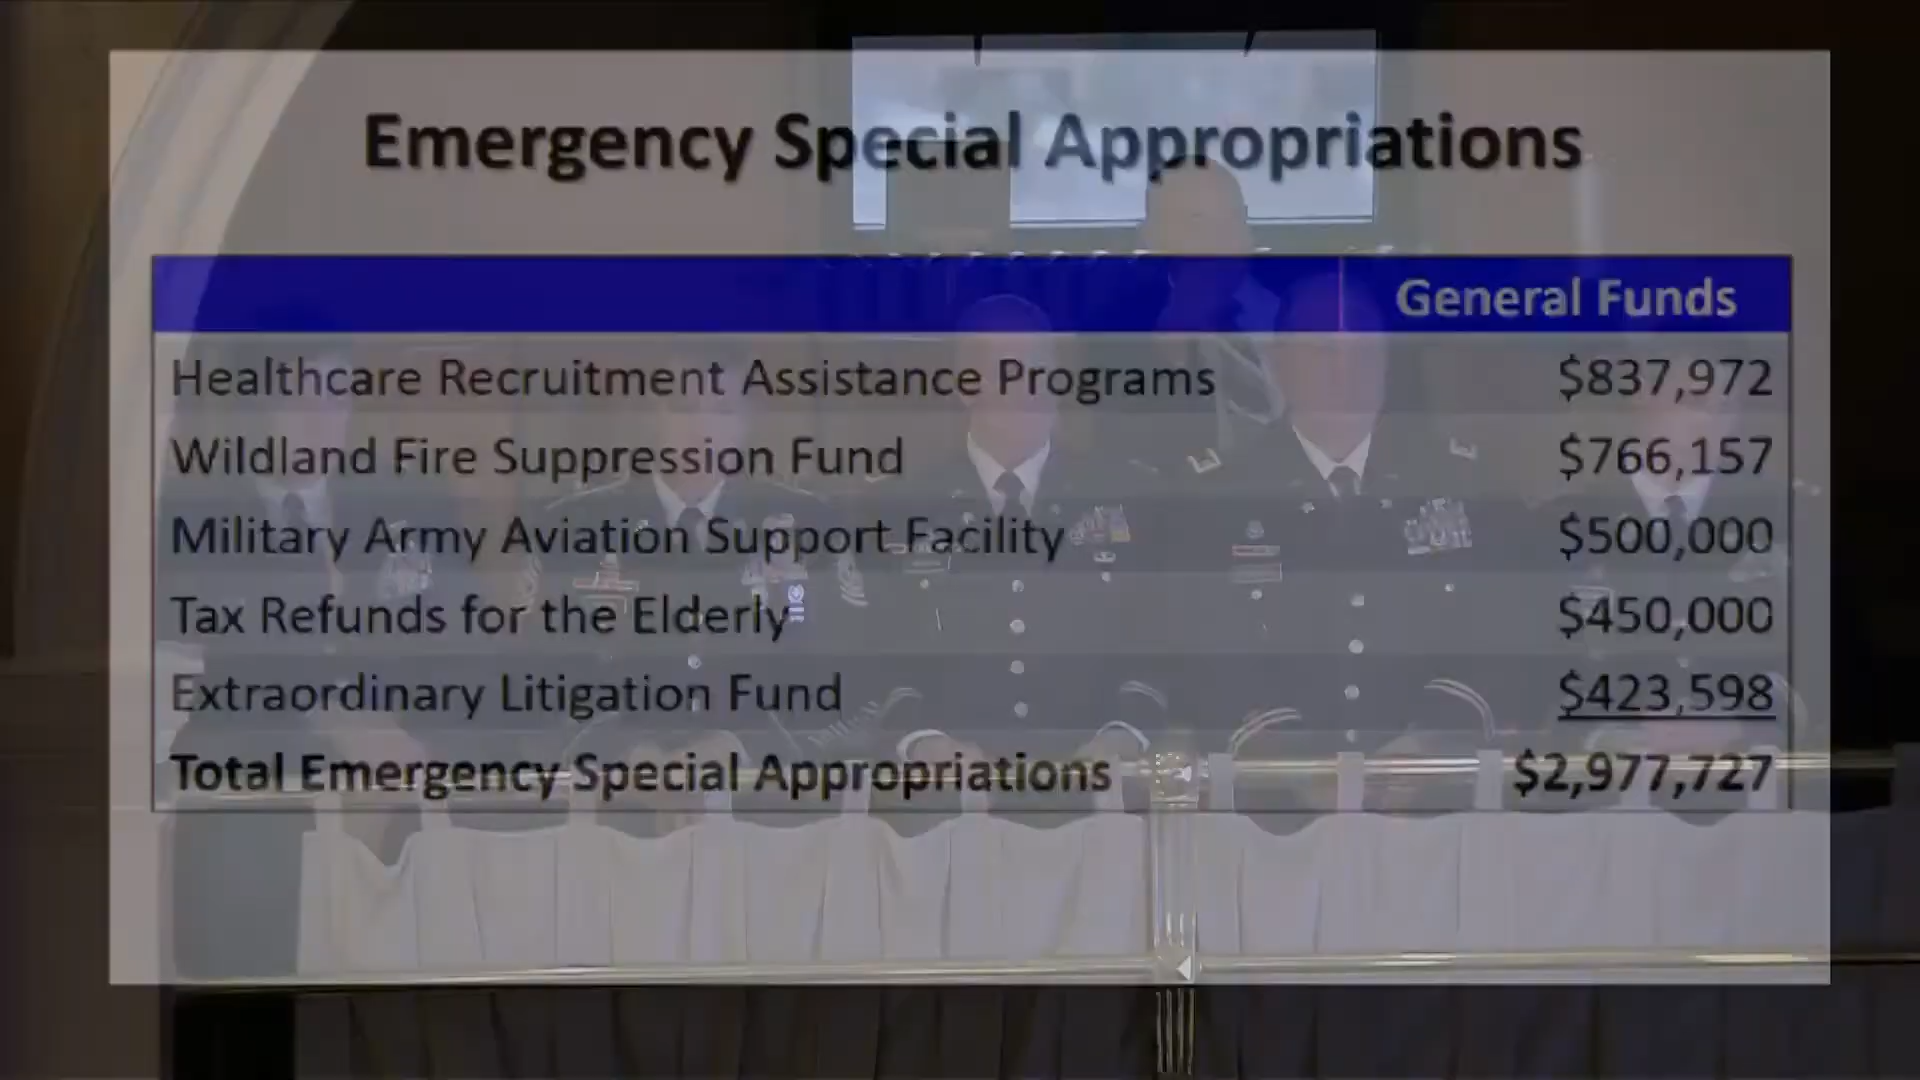 Emergency Special Appropriations
General Funds
Healthcare Recruitment Assistance Programs $837,972
Wildland Fire Suppression Fund $766,157
Military Army Aviation Support Facility $500,000
Tax Refunds for the Elderly $450,000
Extraordinary Litigation Fund $423,598
Total Emergency Special Appropriations $2,977,727